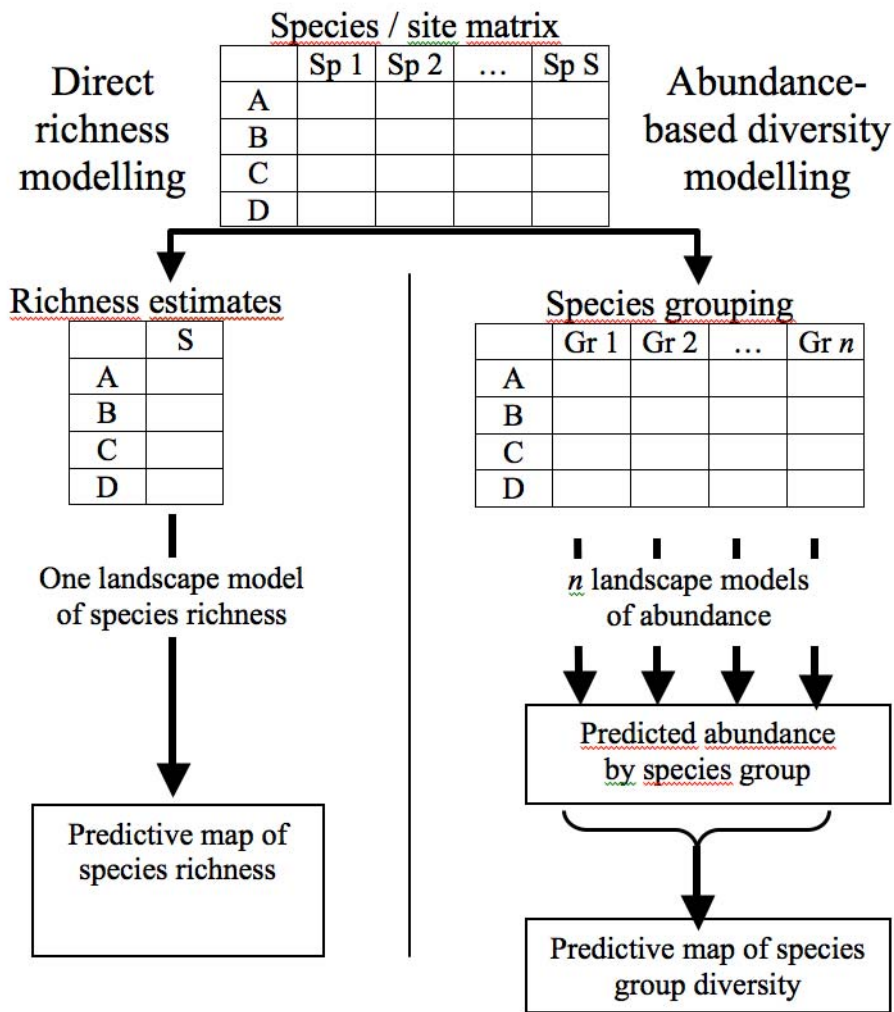 Species / site matrix
Direct
richness
modelling
Sp 1 Sp 2 ... Sp S
A
B
C
D
Abundance-
based diversity
modelling
Richness estimates
S
A
B
C
D
One landscape model
of species richness
Predictive map of
species richness
Species grouping
Gr 1 Gr 2 ... Gr n
A
B
C
D
n landscape models
of abundance
Predicted abundance
by species group
Predictive map of species
group diversity